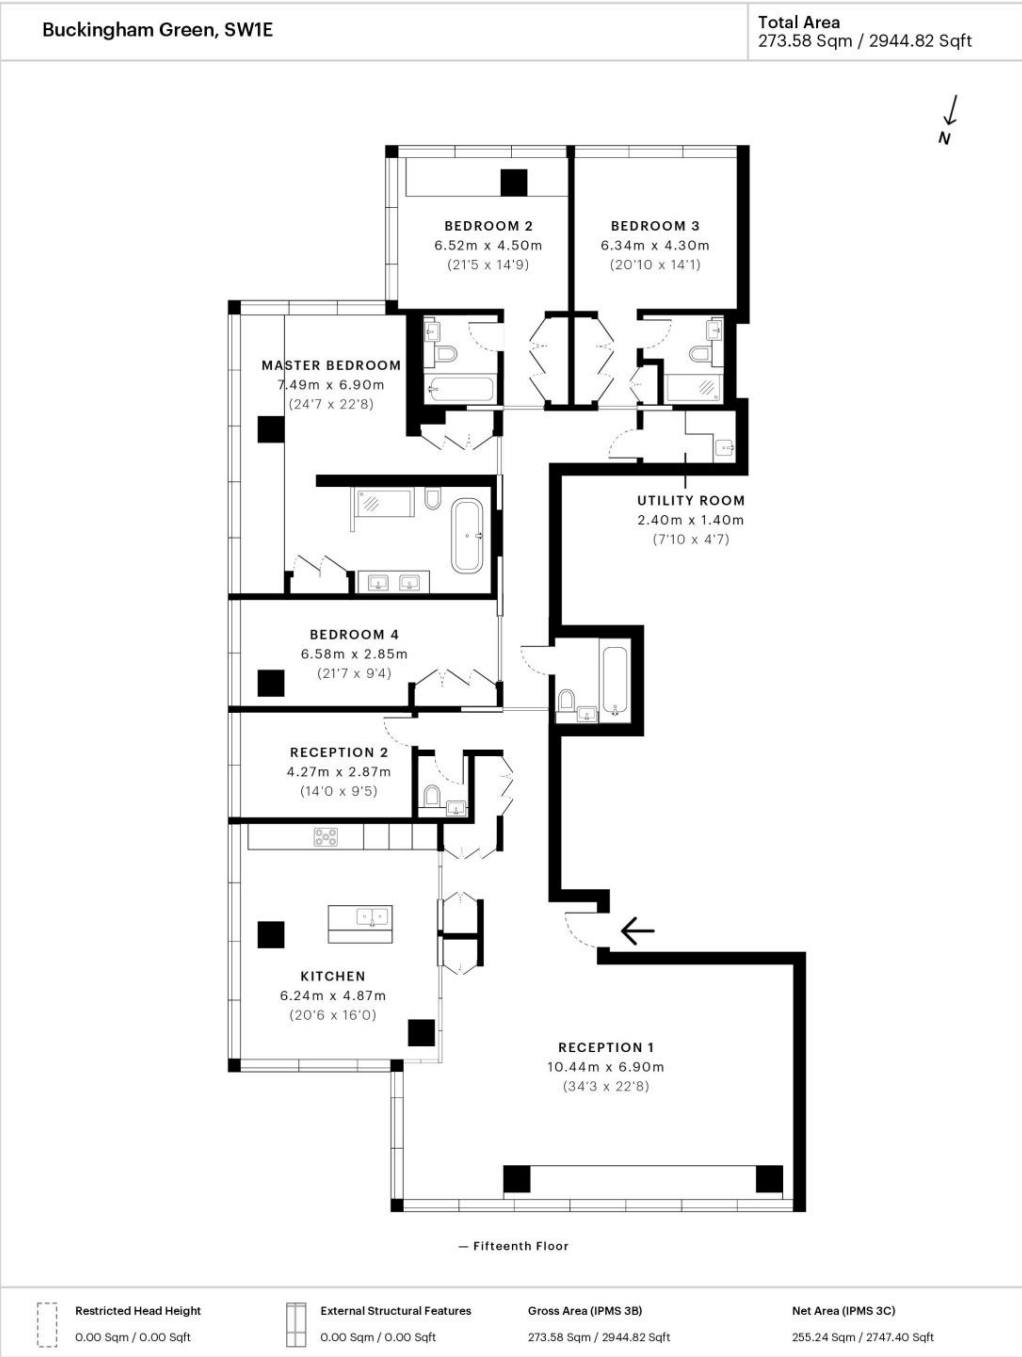 Buckingham Green, SW1E
Total Area
273.58 Sqm / 2944.82 Sqft
N
BEDROOM 2
6.52m x 4.50m
(21'5 x 14'9)
BEDROOM 3
6.34m x 4.30m
(20'10 x 14'1)
MASTER BEDROOM
7.49m x 6.90m
(24'7 x 22'8)
UTILITY ROOM
2.40m x 1.40m
(7'10 x 4'7)
BEDROOM 4
6.58m x 2.85m
(21'7 x 9'4)
RECEPTION 2
4.27m x 2.87m
(14'0 x 9'5)
KITCHEN
6.24m x 4.87m
(20'6 x 16'0)
RECEPTION 1
10.44m x 6.90m
(34'3 x 22'8)
— Fifteenth Floor
Restricted Head Height
0.00 Sqm / 0.00 Sqft
External Structural Features
0.00 Sqm / 0.00 Sqft
Gross Area (IPMS 3B)
273.58 Sqm / 2944.82 Sqft
Net Area (IPMS 3C)
255.24 Sqm / 2747.40 Sqft